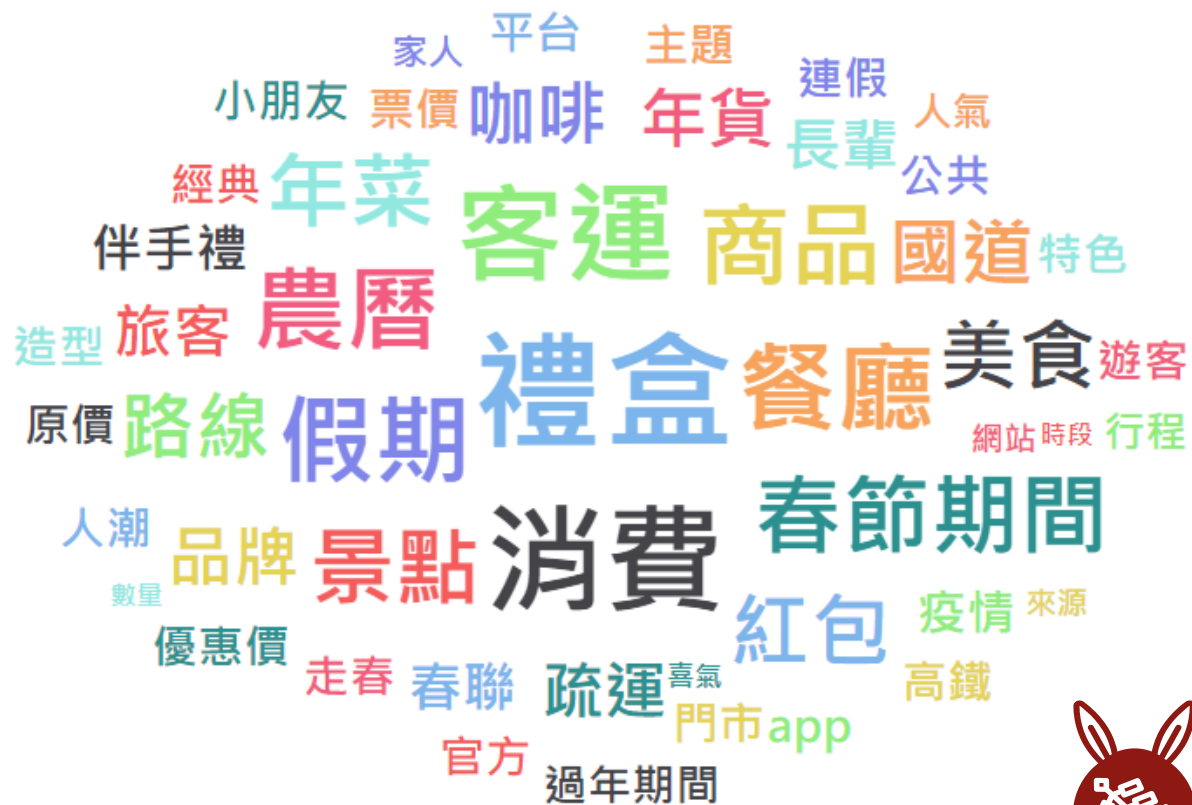 平台
家人
主題
連假
小朋友
票價
咖啡
年貨
人氣
長輩
經典
年菜
公共
伴手禮
客運
商品
國道
特色
農曆
旅客
造型
禮盒
餐廳
美食
遊客
原價
路線
假期
網站
時段
行程
人潮
品牌
景點
消費
春節期間
數量
紅包
疫情
來源
優惠價
走春
春聯
疏運
喜氣
高鐵
門市
app
官方
過年期間